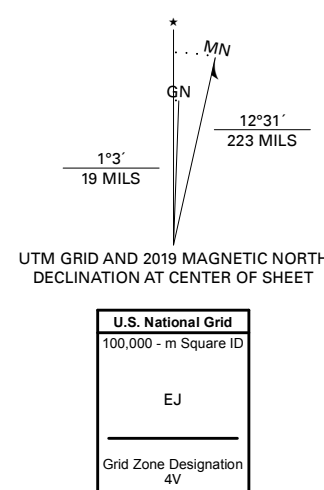 ★
MN
GN
12°31´
223 MILS
1°3´
19 MILS
UTM GRID AND 2019 MAGNETIC NORTH
DECLINATION AT CENTER OF SHEET
U.S. National Grid
100,000 - m Square ID
EJ
Grid Zone Designation
4V